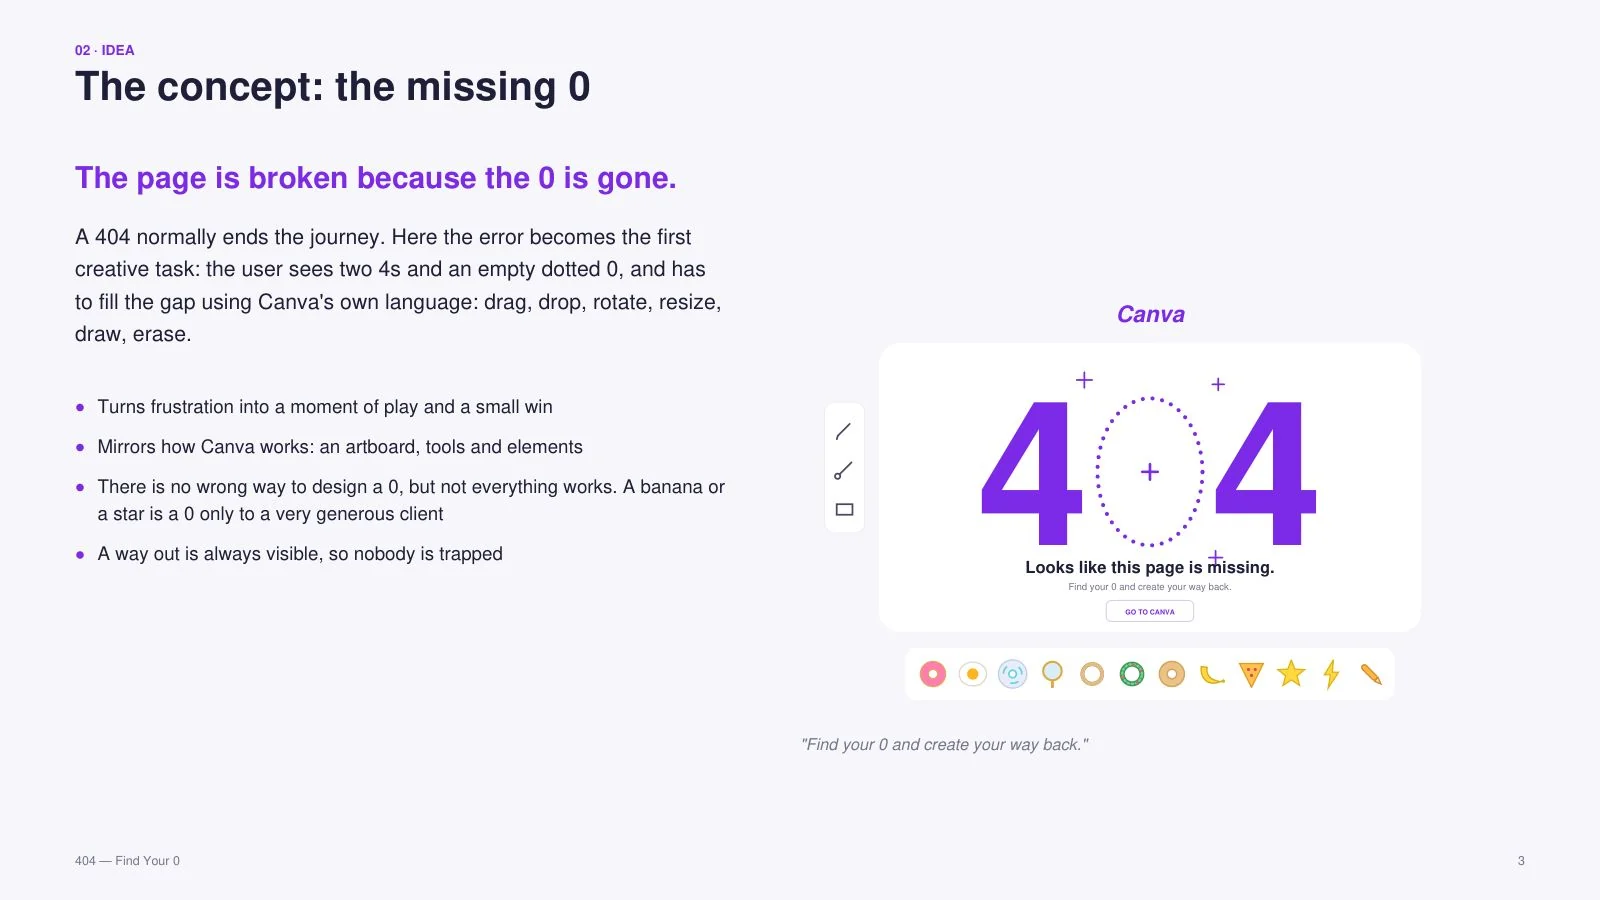 02 · IDEA
The concept: the missing 0
The page is broken because the 0 is gone.
A 404 normally ends the journey. Here the error becomes the first
creative task: the user sees two 4s and an empty dotted 0, and has
to fill the gap using Canva's own language: drag, drop, rotate, resize,
draw, erase.
• Turns frustration into a moment of play and a small win
• Mirrors how Canva works: an artboard, tools and elements
• There is no wrong way to design a 0, but not everything works. A banana or
a star is a 0 only to a very generous client
• A way out is always visible, so nobody is trapped
Canva
4 4
Looks like this page is missing.
Find your 0 and create your way back.
GO TO CANVA
"Find your 0 and create your way back."
404 — Find Your 0
3